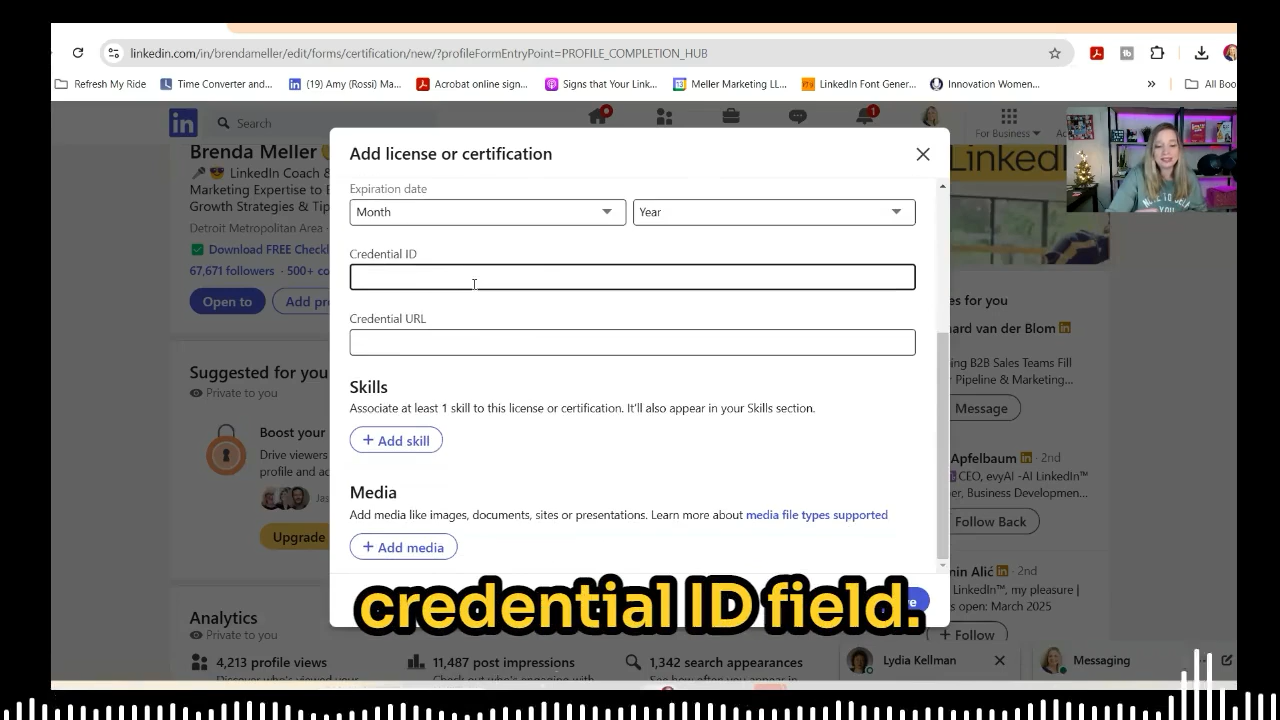 linkedin.com/in/brendameller/edit/forms/certification/new/?profileFormEntryPoint=PROFILE_COMPLETION_HUB
Refresh My Ride
Time Converter and...
(19) Amy (Rossi) Ma...
Acrobat online sign...
Signs that Your Link...
Meller Marketing LL...
LinkedIn Font Gener...
Innovation Women...
»
All Boo
in
Search
1
For Business
Brenda Meller
LinkedIn Coach &
Marketing Expertise to
Growth Strategies & Tip
Detroit Metropolitan Area ·
Download FREE Checkl
67,671 followers · 500+ co
Open to
Add pr
Suggested for you
Private to you
Boost your
Drive viewers
profile and ac
Upgrade
Analytics
Private to you
4,213 profile views
11,487 post impressions
1,342 search appearances
Add license or certification
Expiration date
Month
Year
Credential ID
Credential URL
Skills
Associate at least 1 skill to this license or certification. It’ll also appear in your Skills section.
+ Add skill
Media
Add media like images, documents, sites or presentations. Learn more about media file types supported
+ Add media
credential ID field.
Linked
es for you
ard van der Blom
ing B2B Sales Teams Fill
Pipeline & Marketing...
Message
Apfelbaum in · 2nd
CEO, evyAI -AI LinkedIn™
er, Business Developmen...
Follow Back
nin Alić in · 2nd
LinkedIn™, my pleasure |
s open: March 2025
+ Follow
Lydia Kellman
Messaging